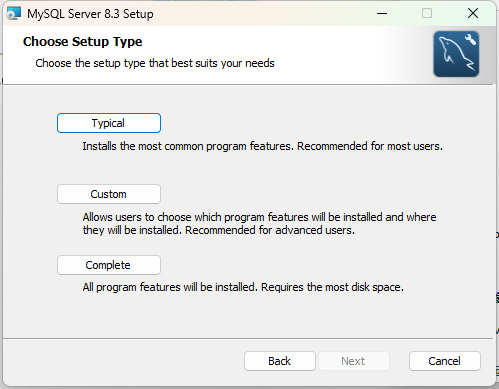 MySQL Server 8.3 Setup
Choose Setup Type
Choose the setup type that best suits your needs
Typical
Installs the most common program features. Recommended for most users.
Custom
Allows users to choose which program features will be installed and where
they will be installed. Recommended for advanced users.
Complete
All program features will be installed. Requires the most disk space.
Back
Next
Cancel